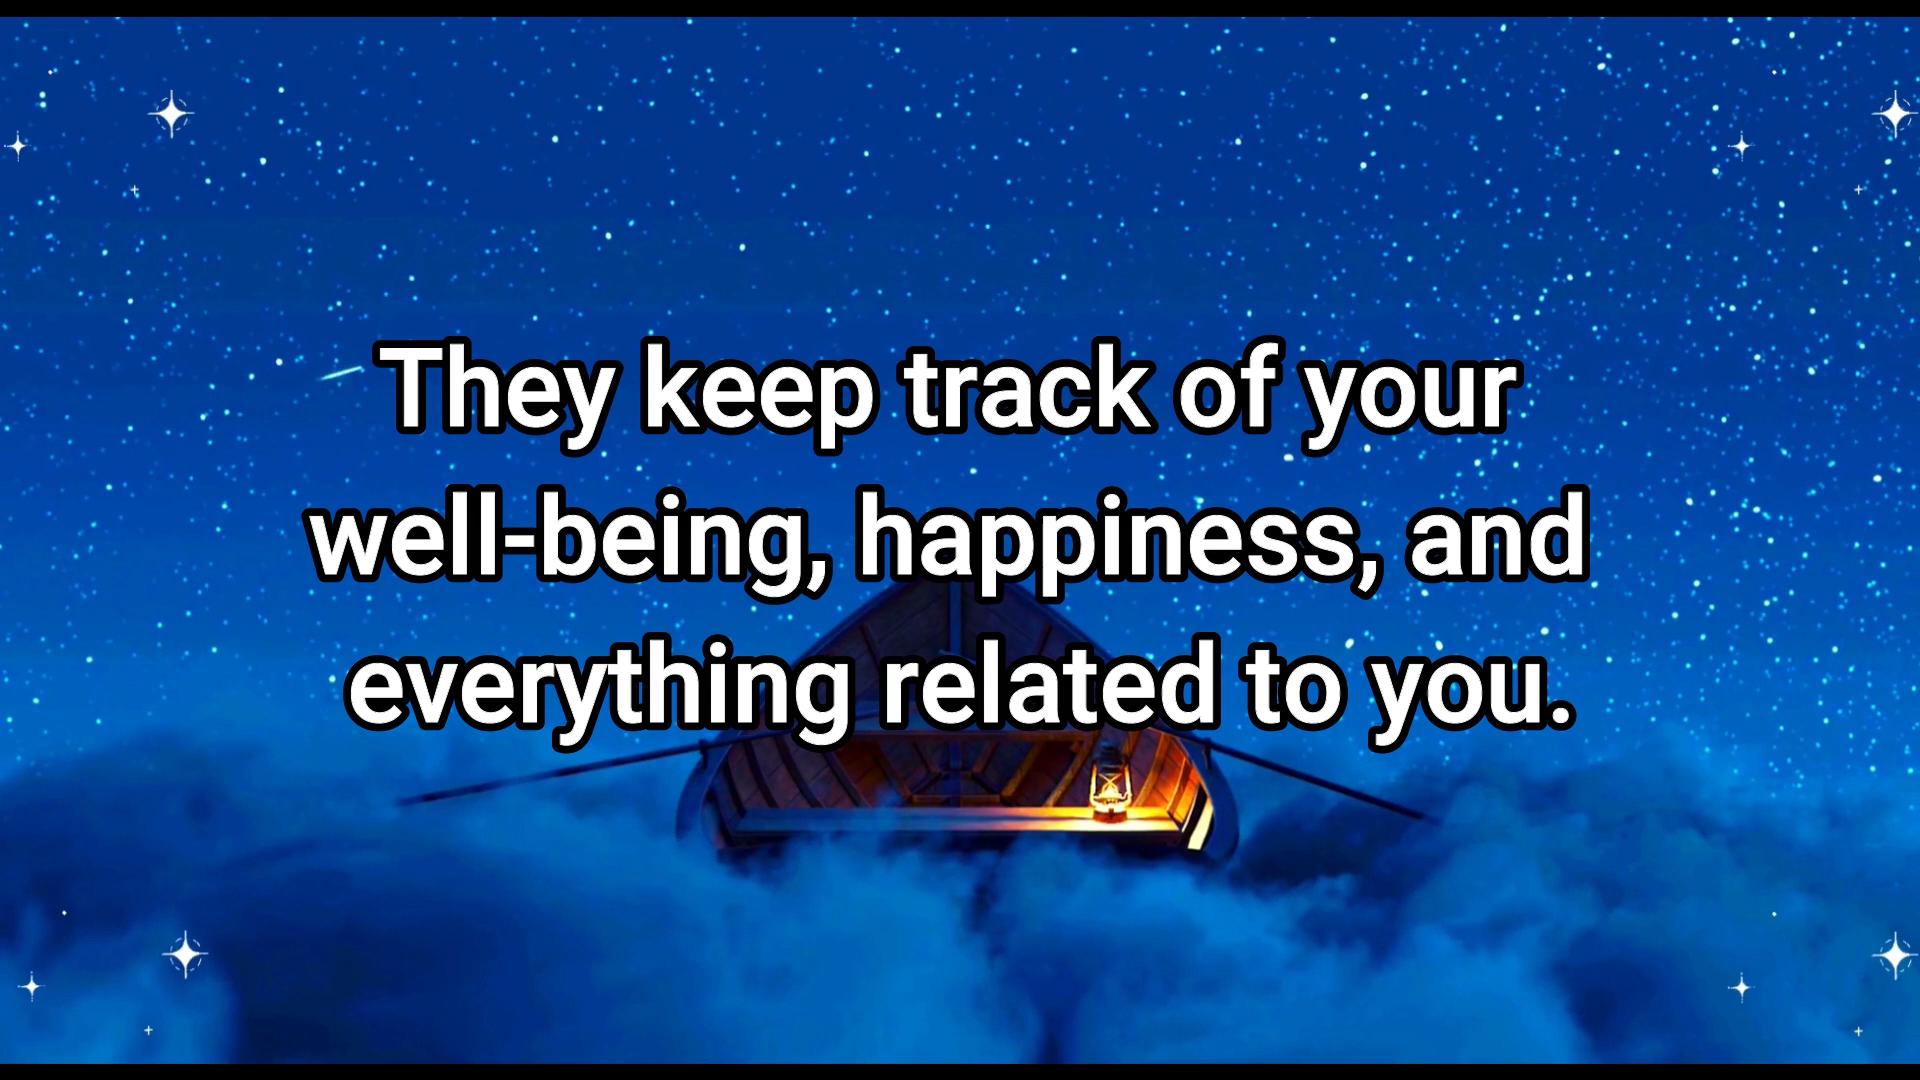 They keep track of your
well-being, happiness, and
everything related to you.